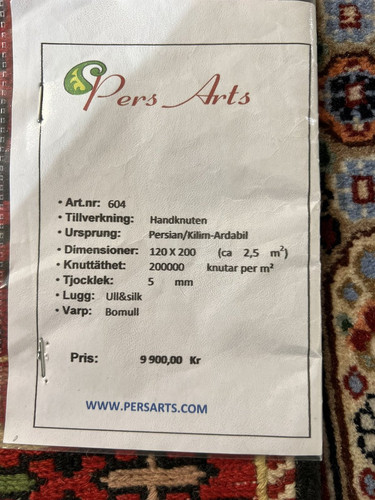 Pers Arts
• Art.nr: 604
• Tillverkning: Handknuten
• Ursprung: Persian/Kilim-Ardabil
• Dimensioner: 120 X 200 (ca 2,5 m²)
• Knuttäthet: 200000 knutar per m²
• Tjocklek: 5 mm
• Lugg: Ull&silk
• Varp: Bomull
Pris: 9 900,00 Kr
WWW.PERSARTS.COM